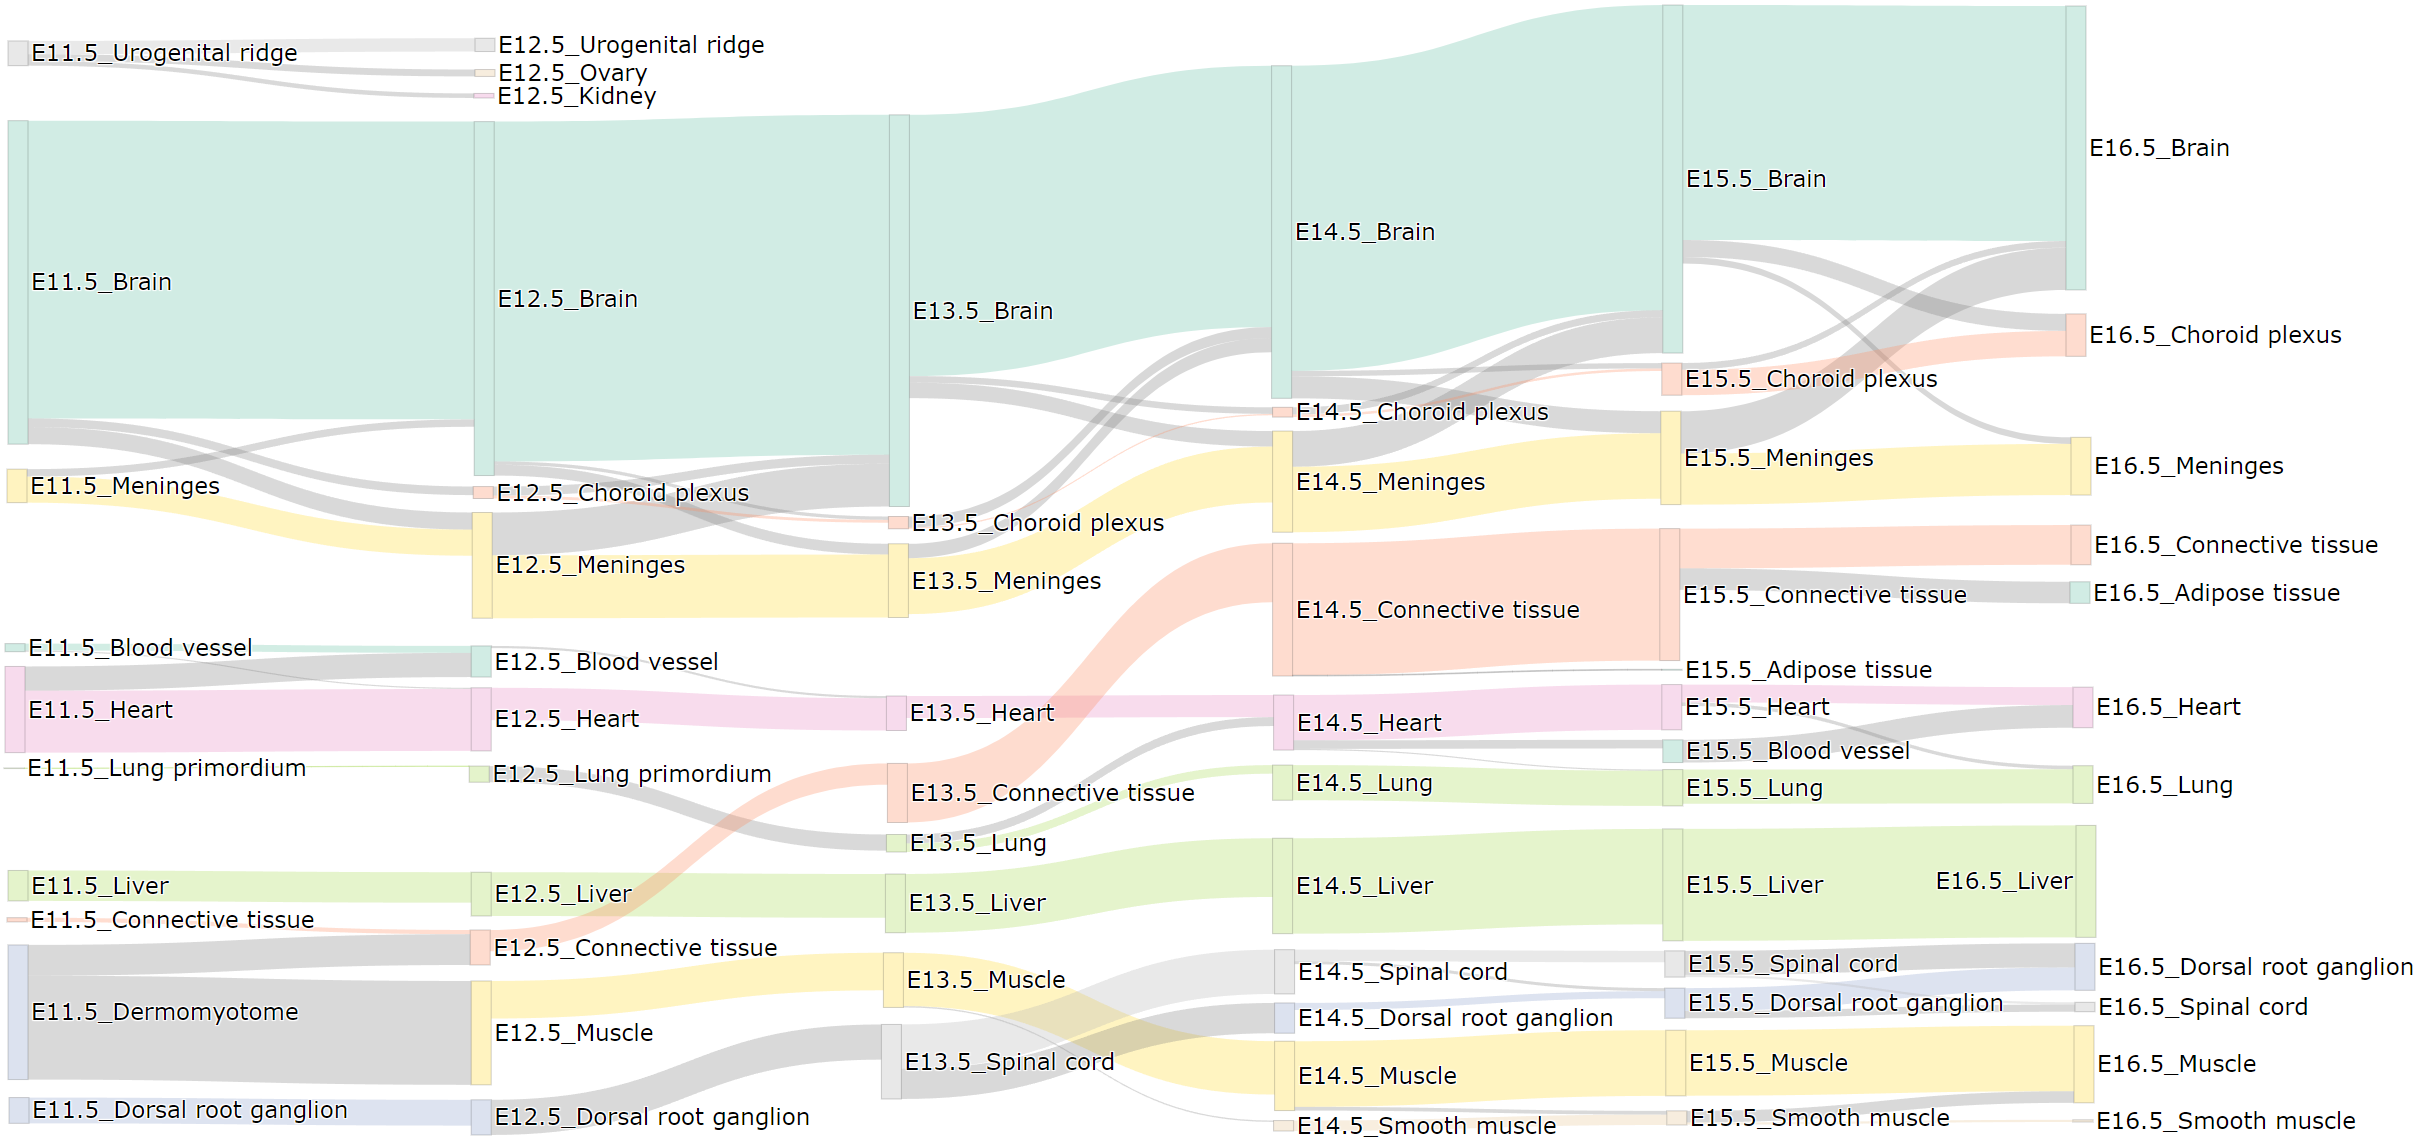 E11.5_Urogenital ridge
E11.5_Brain
E11.5_Meninges
E11.5_Blood vessel
E11.5_Heart
E11.5_Lung primordium
E11.5_Liver
E11.5_Connective tissue
E11.5_Dermomyotome
E11.5_Dorsal root ganglion
E12.5_Urogenital ridge
E12.5_Ovary
E12.5_Kidney
E12.5_Brain
E12.5_Choroid plexus
E12.5_Meninges
E12.5_Blood vessel
E12.5_Heart
E12.5_Lung primordium
E12.5_Liver
E12.5_Connective tissue
E12.5_Muscle
E12.5_Dorsal root ganglion
E13.5_Brain
E13.5_Choroid plexus
E13.5_Meninges
E13.5_Heart
E13.5_Connective tissue
E13.5_Lung
E13.5_Liver
E13.5_Muscle
E13.5_Spinal cord
E14.5_Brain
E14.5_Choroid plexus
E14.5_Meninges
E14.5_Connective tissue
E14.5_Heart
E14.5_Lung
E14.5_Liver
E14.5_Spinal cord
E14.5_Dorsal root ganglion
E14.5_Muscle
E14.5_Smooth muscle
E15.5_Brain
E15.5_Choroid plexus
E15.5_Meninges
E15.5_Connective tissue
E15.5_Adipose tissue
E15.5_Heart
E15.5_Blood vessel
E15.5_Lung
E15.5_Liver
E15.5_Spinal cord
E15.5_Dorsal root ganglion
E15.5_Muscle
E15.5_Smooth muscle
E16.5_Brain
E16.5_Choroid plexus
E16.5_Meninges
E16.5_Connective tissue
E16.5_Adipose tissue
E16.5_Heart
E16.5_Lung
E16.5_Liver
E16.5_Dorsal root ganglion
E16.5_Spinal cord
E16.5_Muscle
E16.5_Smooth muscle